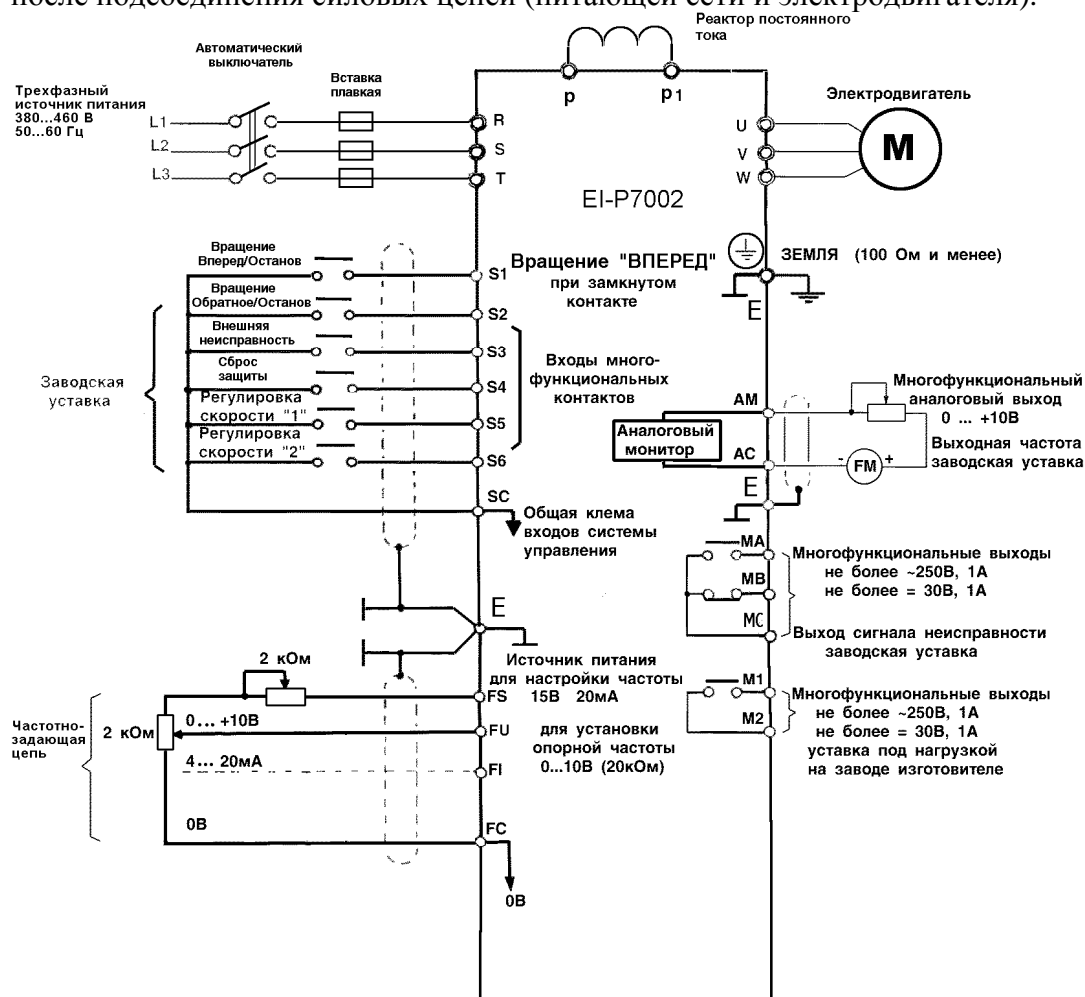 после подсоединения силовых цепей (питающей сети и электродвигателя).
Реактор постоянного
тока
Автоматический
выключатель
Вставка
плавкая
Трехфазный
источник питания
380...460 В
50...60 Гц
L1
L2
L3
R
S
T
p
p1
Электродвигатель
U
V
W
M
EI-P7002
Вращение
Вперед/Останов
S1
Вращение "ВПЕРЕД"
при замкнутом
контакте
ЗЕМЛЯ (100 Ом и менее)
E
Вращение
Обратное/Останов
S2
Внешняя
неисправность
S3
Сброс
защиты
S4
Регулировка
скорости "1"
S5
Регулировка
скорости "2"
S6
Заводская
уставка
Входы много-
функциональных
контактов
SC
Общая клема
входов системы
управления
AM
Аналоговый
монитор
AC
E
- FM +
Многофункциональный
аналоговый выход
0 ... +10В
Выходная частота
заводская уставка
MA
MB
MC
Многофункциональные выходы
не более ~250В, 1А
не более = 30В, 1А
Выход сигнала неисправности
заводская уставка
E
Источник питания
для настройки частоты
15В 20мА
2 кОм
FS
Частотно-
задающая
цепь
2 кОм
0... +10В
FU
для установки
опорной частоты
0...10В (20кОм)
4... 20мА
FI
0В
FC
0В
M1
M2
Многофункциональные выходы
не более ~250В, 1А
не более = 30В, 1А
уставка под нагрузкой
на заводе изготовителе